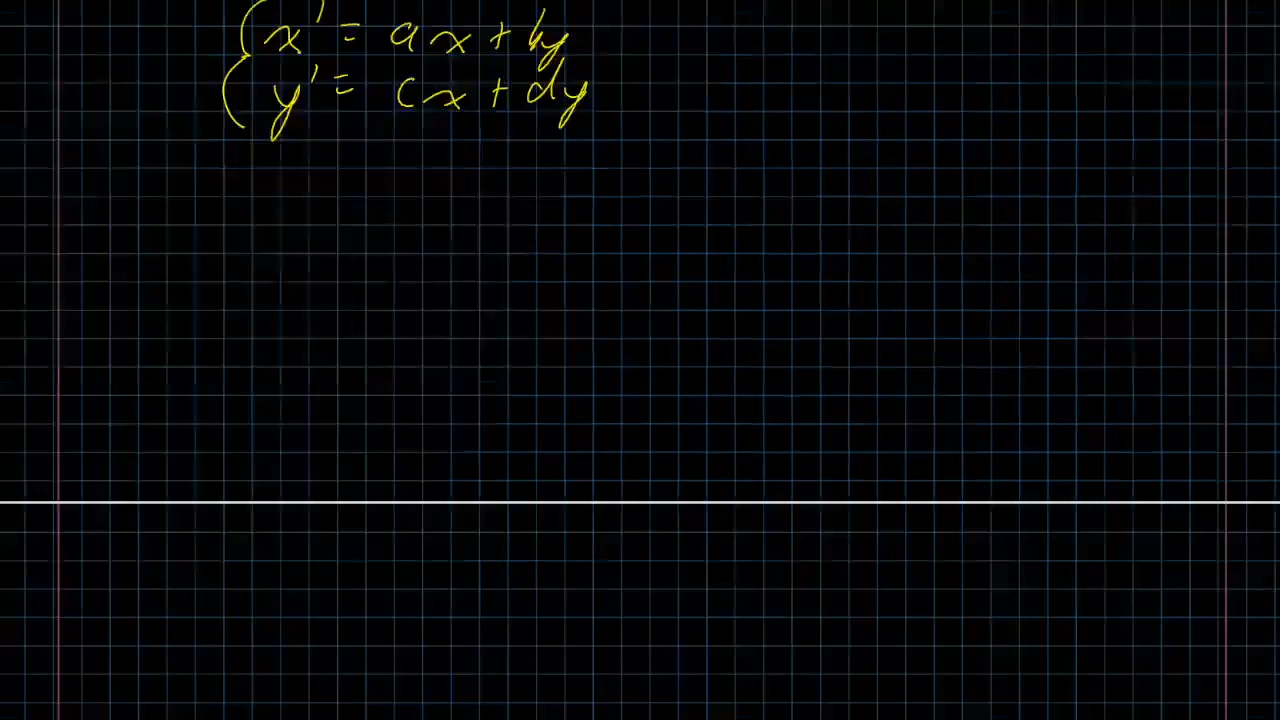 x' = ax + by
y' = cx + dy